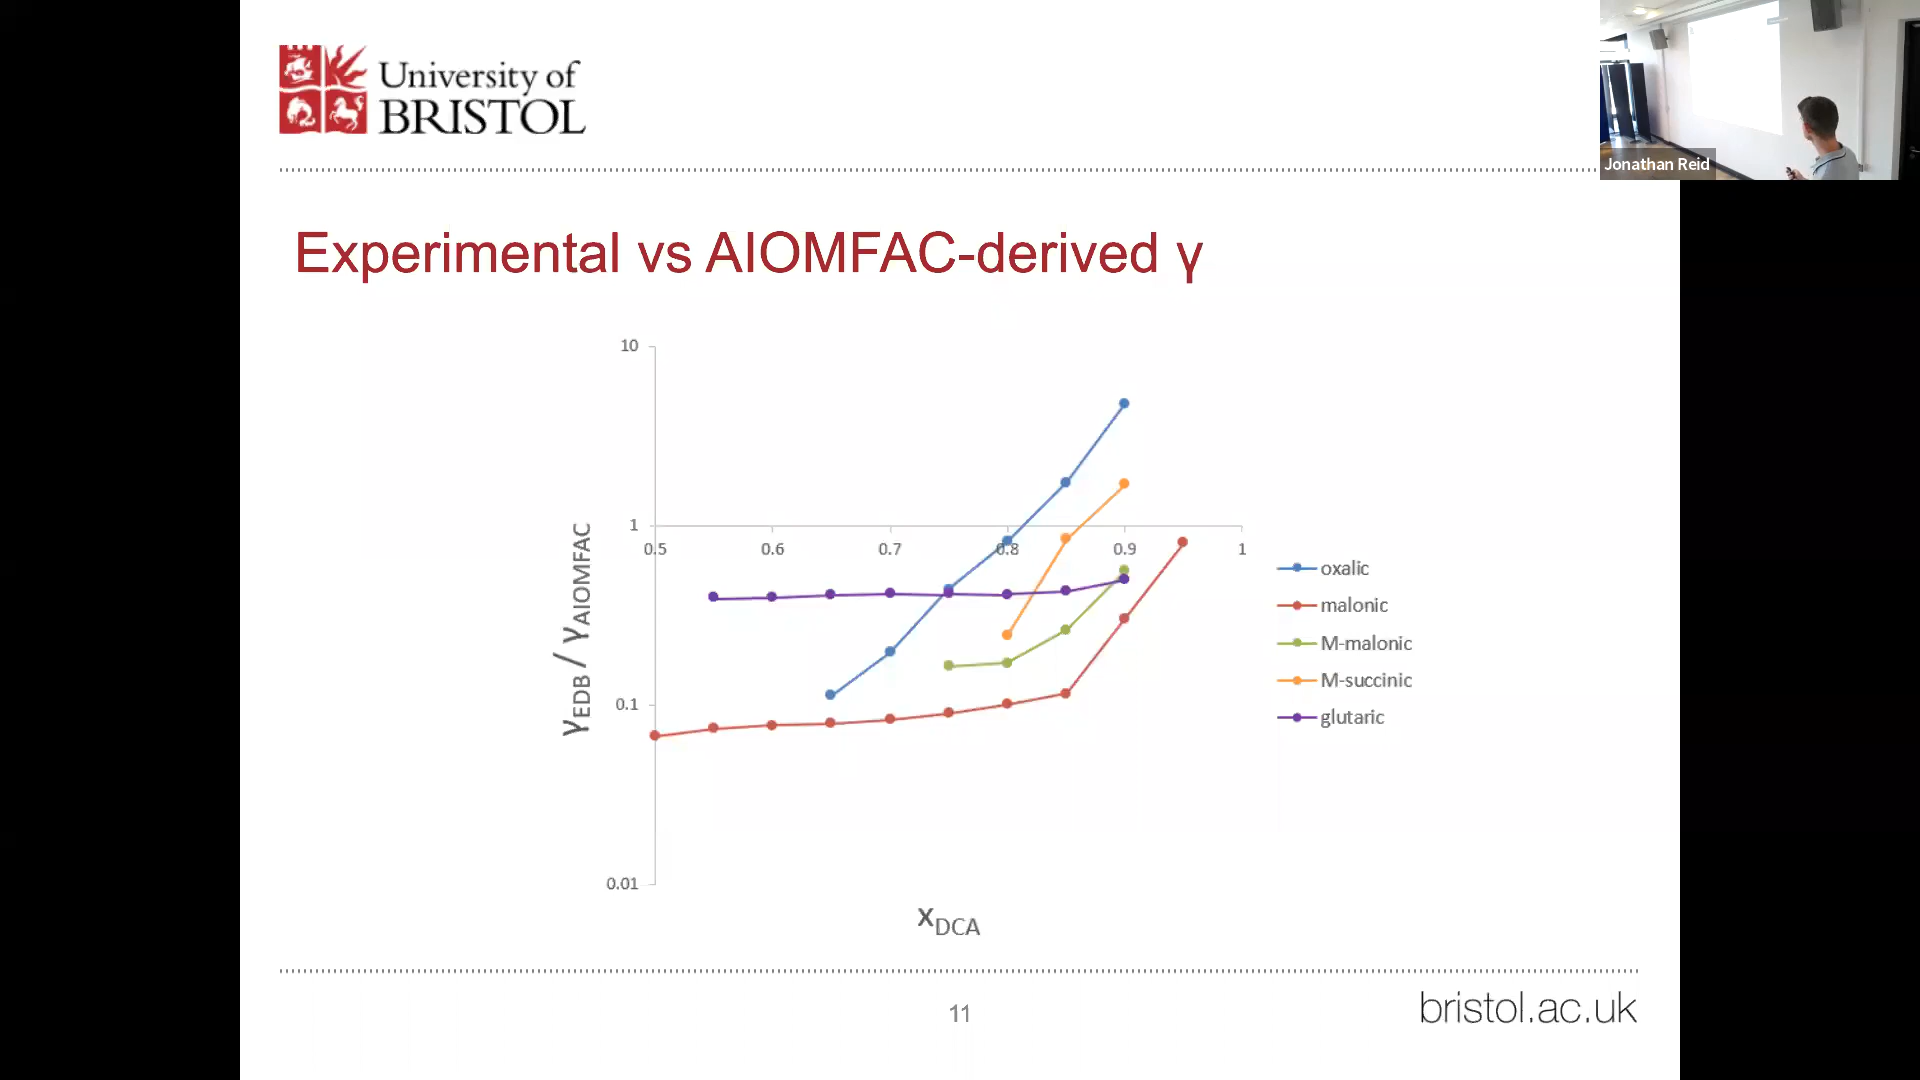 University of
BRISTOL
Jonathan Reid
Experimental vs AIOMFAC-derived γ
10
1
0.1
0.01
0.5 0.6 0.7 0.8 0.9 1
γEDB / γAIOMFAC
xDCA
oxalic
malonic
M-malonic
M-succinic
glutaric
11
bristol.ac.uk